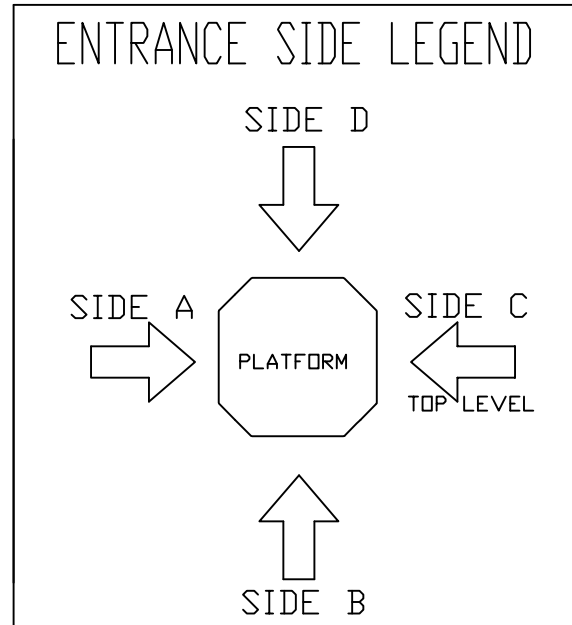 ENTRANCE SIDE LEGEND
SIDE D
SIDE A
SIDE C
PLATFORM
TOP LEVEL
SIDE B